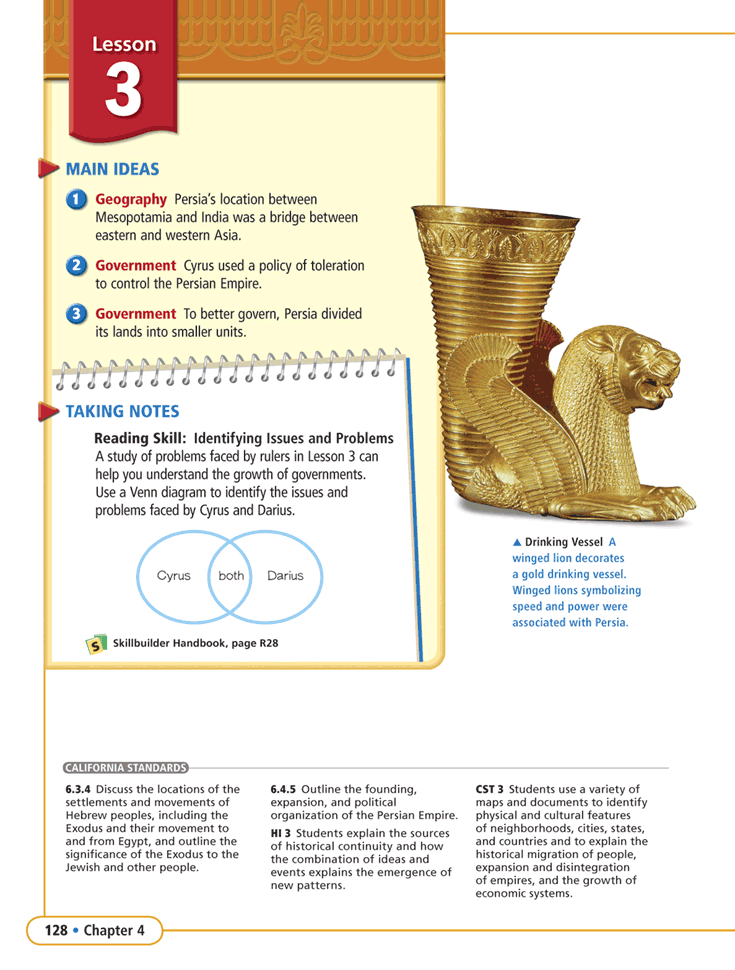 Lesson
3
MAIN IDEAS
1 Geography Persia's location between
Mesopotamia and India was a bridge between
eastern and western Asia.
2 Government Cyrus used a policy of toleration
to control the Persian Empire.
3 Government To better govern, Persia divided
its lands into smaller units.
TAKING NOTES
Reading Skill: Identifying Issues and Problems
A study of problems faced by rulers in Lesson 3 can
help you understand the growth of governments.
Use a Venn diagram to identify the issues and
problems faced by Cyrus and Darius.
Cyrus both Darius
S Skillbuilder Handbook, page R28
▲ Drinking Vessel A
winged lion decorates
a gold drinking vessel.
Winged lions symbolizing
speed and power were
associated with Persia.
CALIFORNIA STANDARDS
6.3.4 Discuss the locations of the
settlements and movements of
Hebrew peoples, including the
Exodus and their movement to
and from Egypt, and outline the
significance of the Exodus to the
Jewish and other people.
6.4.5 Outline the founding,
expansion, and political
organization of the Persian Empire.
HI 3 Students explain the sources
of historical continuity and how
the combination of ideas and
events explains the emergence of
new patterns.
CST 3 Students use a variety of
maps and documents to identify
physical and cultural features
of neighborhoods, cities, states,
and countries and to explain the
historical migration of people,
expansion and disintegration
of empires, and the growth of
economic systems.
128 • Chapter 4